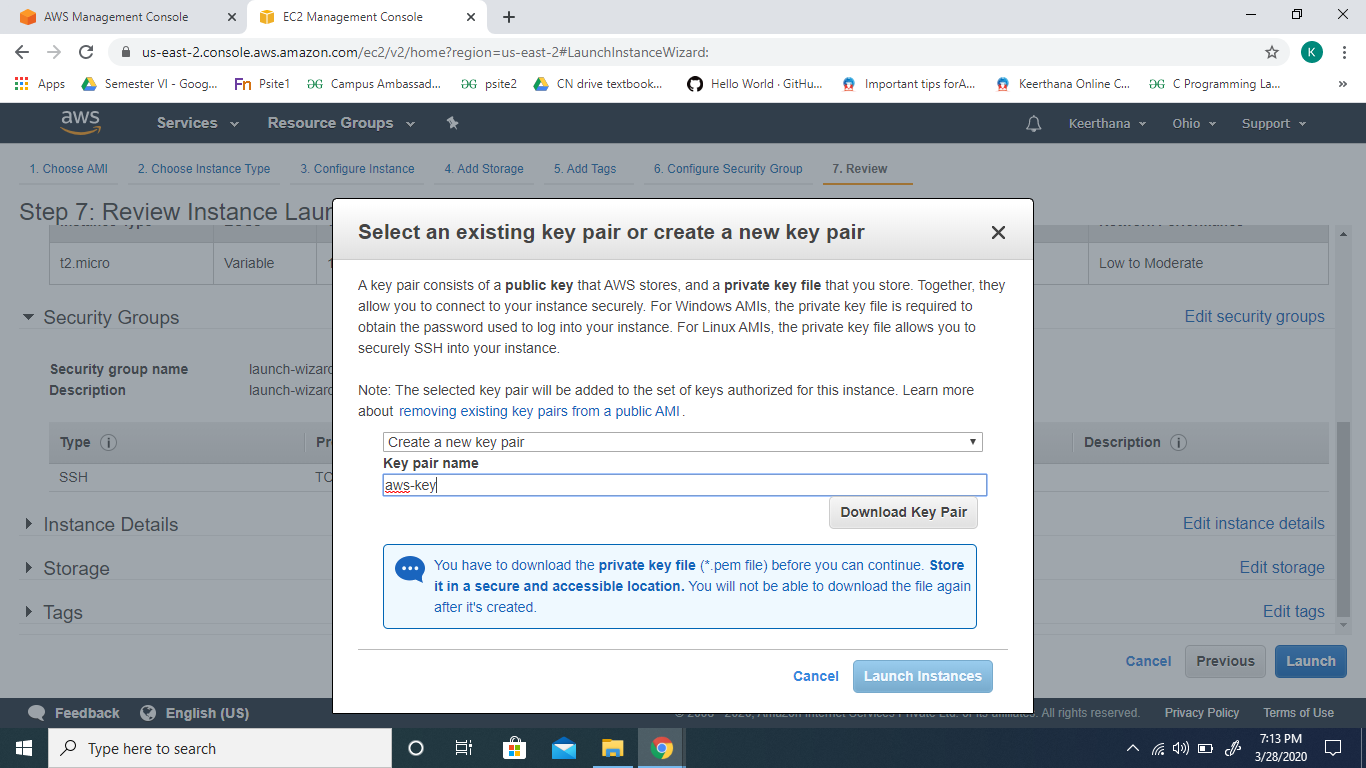 AWS Management Console
EC2 Management Console
us-east-2.console.aws.amazon.com/ec2/v2/home?region=us-east-2#LaunchInstanceWizard:
K
Apps
Semester VI - Goog...
Fn Psite1
Campus Ambassad...
psite2
CN drive textbook...
Hello World · GitHu...
Important tips forA...
Keerthana Online C...
C Programming La...
»
aws
Services
Resource Groups
Keerthana
Ohio
Support
1. Choose AMI
2. Choose Instance Type
3. Configure Instance
4. Add Storage
5. Add Tags
6. Configure Security Group
7. Review
Step 7: Review Instance Laun
t2.micro
Variable
Low to Moderate
Security Groups
Edit security groups
Security group name
launch-wizard
Description
launch-wizard
Type
Pr
Description
SSH
TC
Instance Details
Edit instance details
Storage
Edit storage
Tags
Edit tags
Cancel
Previous
Launch
Select an existing key pair or create a new key pair
A key pair consists of a public key that AWS stores, and a private key file that you store. Together, they
allow you to connect to your instance securely. For Windows AMIs, the private key file is required to
obtain the password used to log into your instance. For Linux AMIs, the private key file allows you to
securely SSH into your instance.
Note: The selected key pair will be added to the set of keys authorized for this instance. Learn more
about removing existing key pairs from a public AMI .
Create a new key pair
Key pair name
aws-key
Download Key Pair
You have to download the private key file (*.pem file) before you can continue. Store
it in a secure and accessible location. You will not be able to download the file again
after it's created.
Cancel
Launch Instances
Feedback
English (US)
All rights reserved.
Privacy Policy
Terms of Use
Type here to search
7:13 PM
3/28/2020